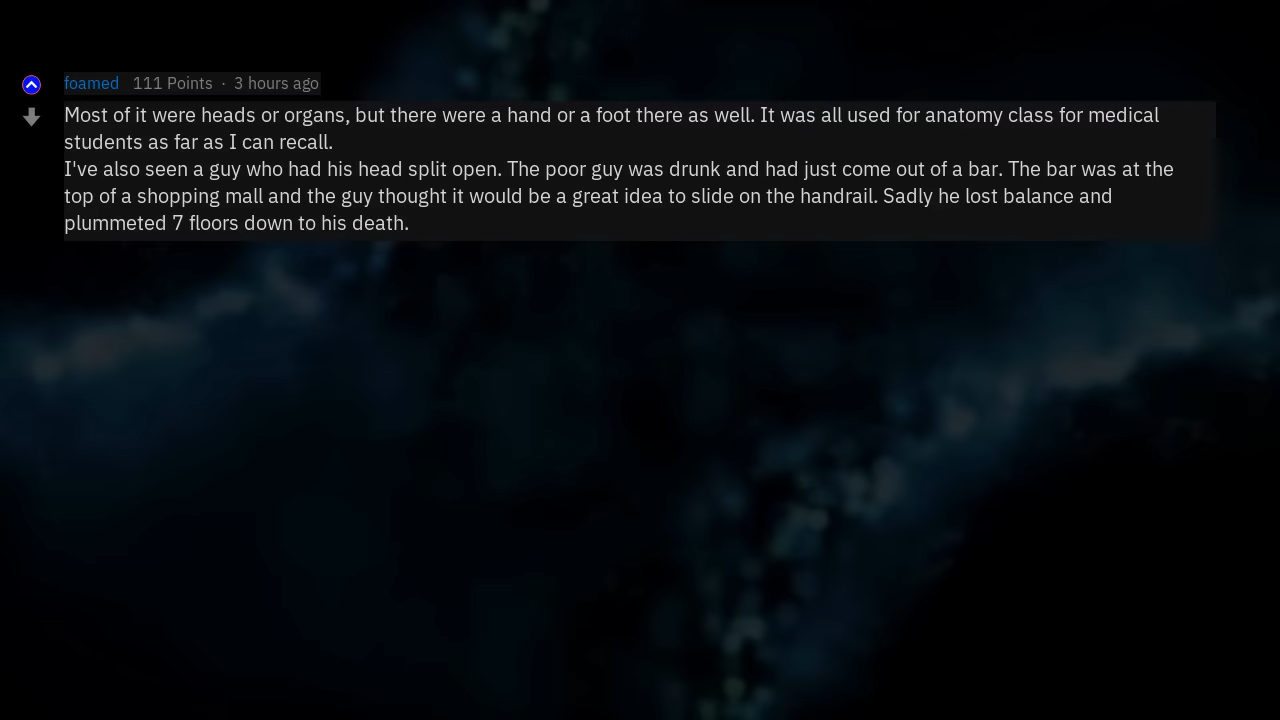 foamed 111 Points · 3 hours ago
Most of it were heads or organs, but there were a hand or a foot there as well. It was all used for anatomy class for medical
students as far as I can recall.
I've also seen a guy who had his head split open. The poor guy was drunk and had just come out of a bar. The bar was at the
top of a shopping mall and the guy thought it would be a great idea to slide on the handrail. Sadly he lost balance and
plummeted 7 floors down to his death.